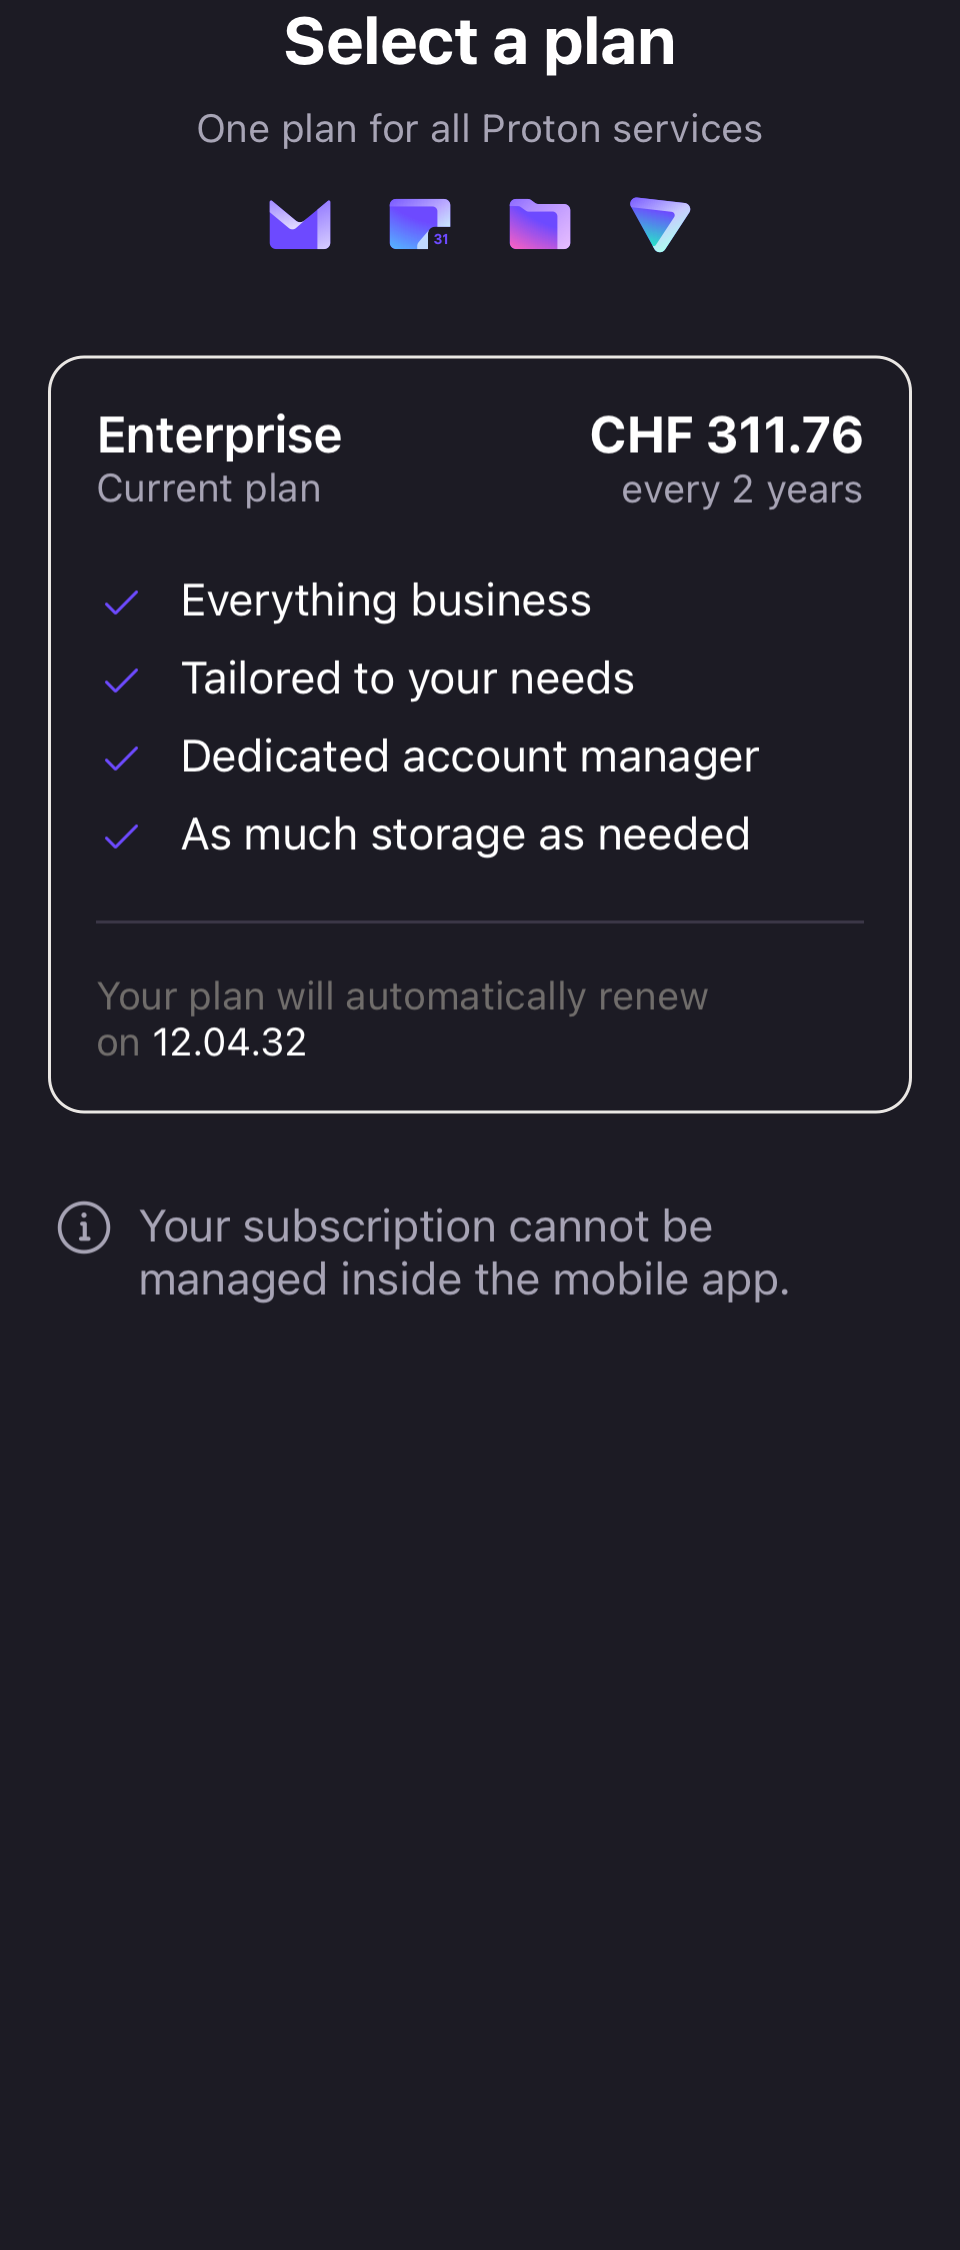 Select a plan
One plan for all Proton services
31
Enterprise
CHF 311.76
Current plan
every 2 years
Everything business
Tailored to your needs
Dedicated account manager
As much storage as needed
Your plan will automatically renew
on 12.04.32
Your subscription cannot be
managed inside the mobile app.